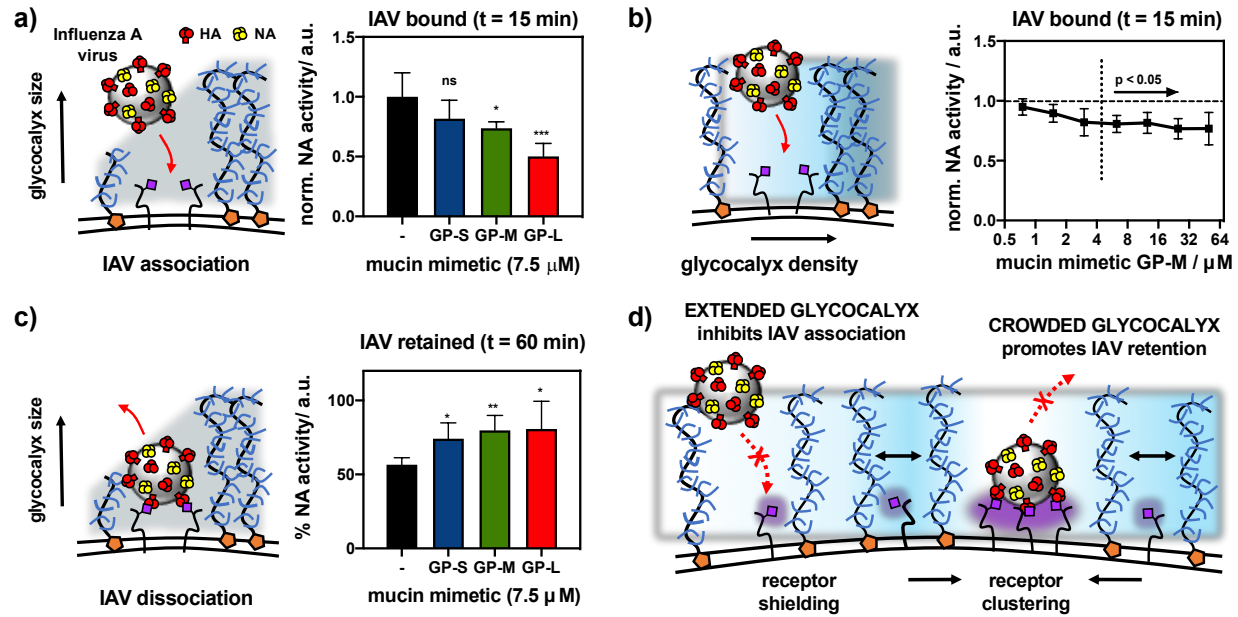 a)
Influenza A
virus
HA
NA
glycocalyx size
IAV association
IAV bound (t = 15 min)
norm. NA activity/ a.u.
1.5
1.0
0.5
0.0
ns
*
***
-
GP-S
GP-M
GP-L
mucin mimetic (7.5 μM)
b)
glycocalyx density
IAV bound (t = 15 min)
norm. NA activity / a.u.
1.5
1.0
0.5
0.0
p < 0.05
0.5 1 2 4 8 16 32 64
mucin mimetic GP-M / μM
c)
glycocalyx size
IAV dissociation
IAV retained (t = 60 min)
% NA activity/ a.u.
100
50
0
*
**
*
-
GP-S
GP-M
GP-L
mucin mimetic (7.5 μM)
d)
EXTENDED GLYCOCALYX
inhibits IAV association
CROWDED GLYCOCALYX
promotes IAV retention
receptor
shielding
receptor
clustering